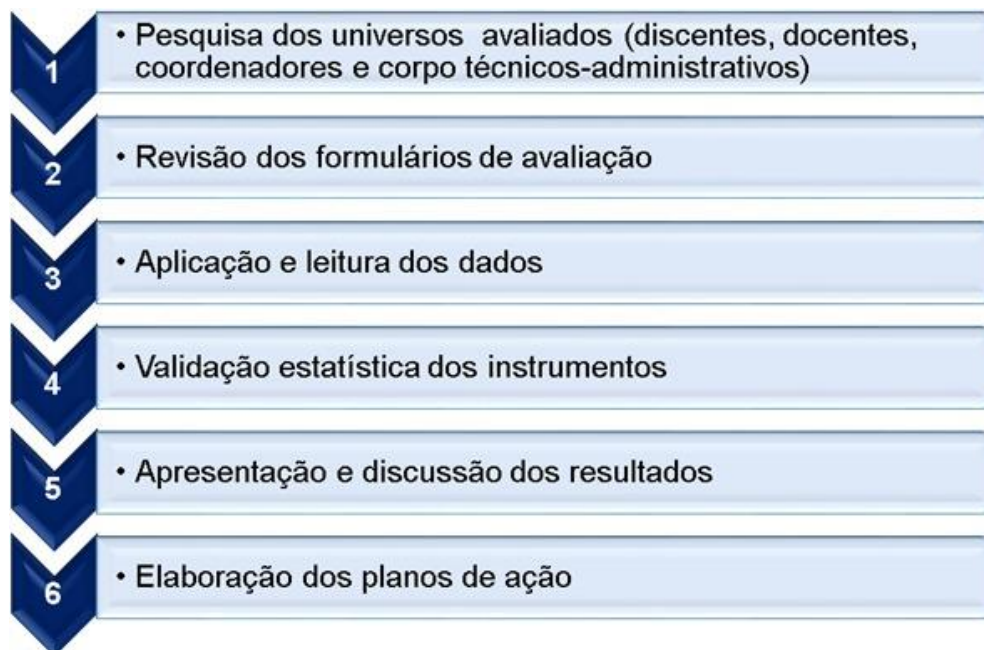 1
• Pesquisa dos universos avaliados (discentes, docentes,
coordenadores e corpo técnicos-administrativos)
2
• Revisão dos formulários de avaliação
3
• Aplicação e leitura dos dados
4
• Validação estatística dos instrumentos
5
• Apresentação e discussão dos resultados
6
• Elaboração dos planos de ação